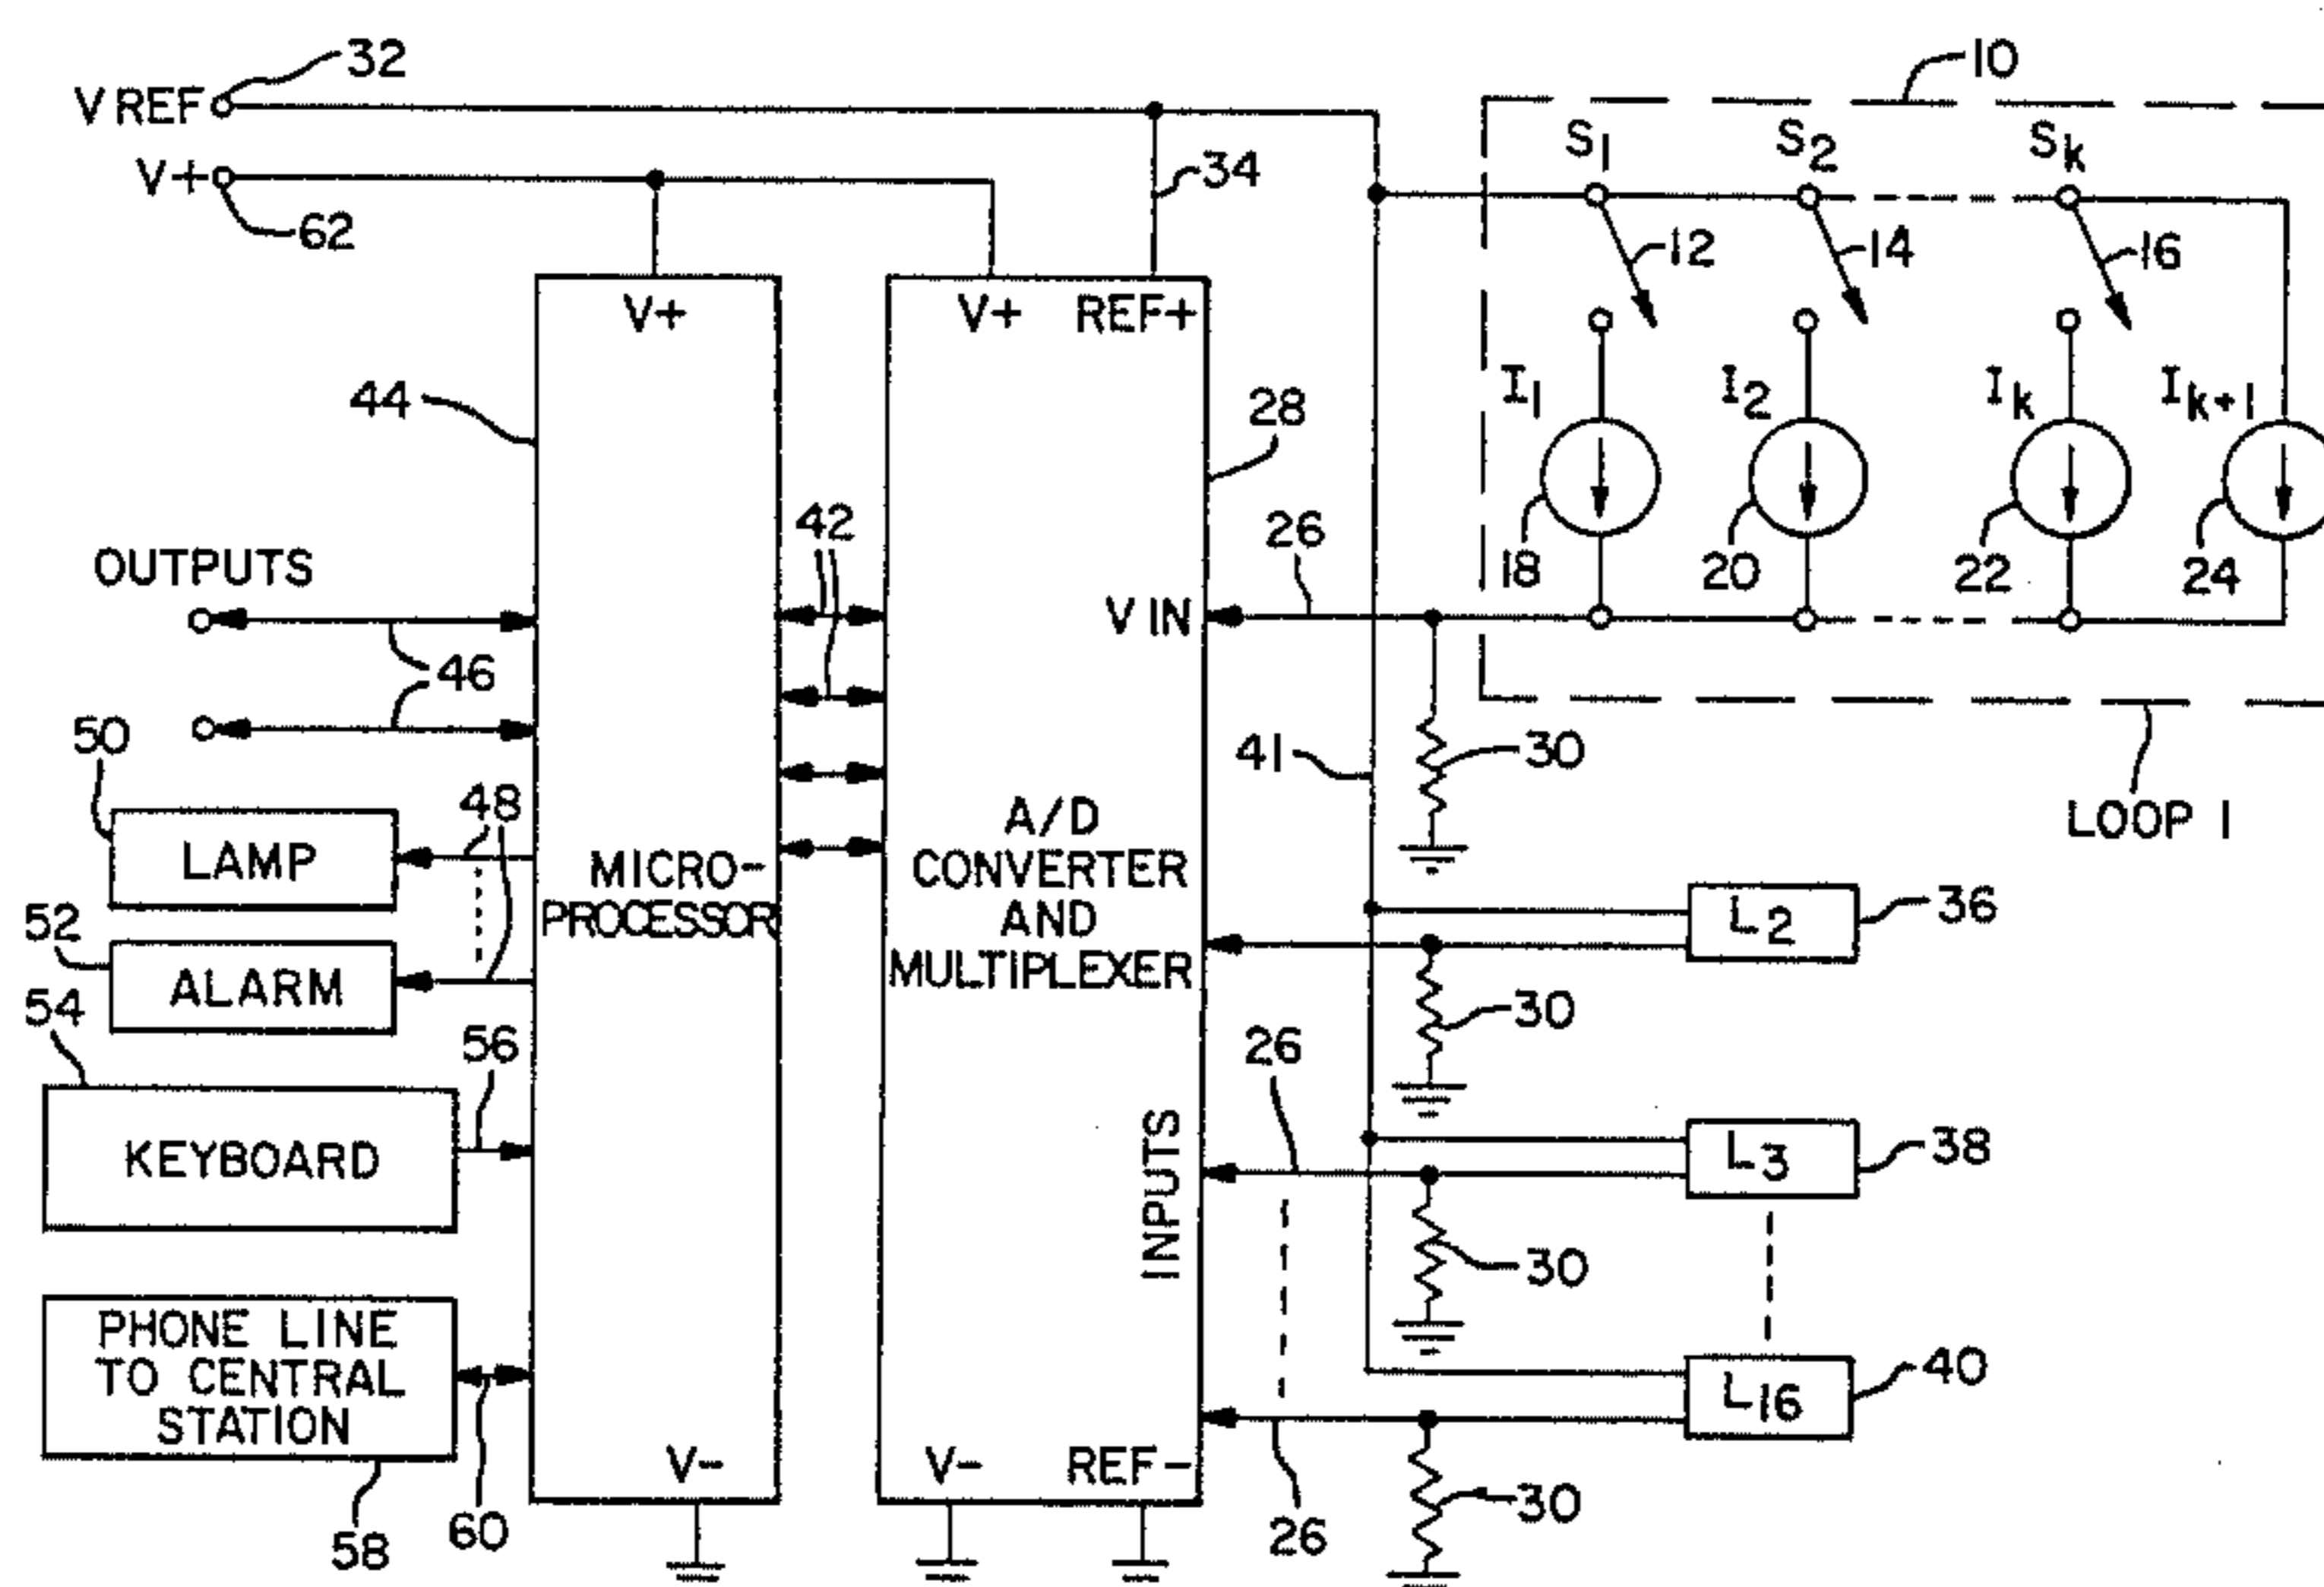 32
10
V REF
S1
S2
Sk
V+
34
62
12
14
16
V+
V+
REF+
44
28
I1
I2
Ik
Ik+1
42
26
18
20
22
24
OUTPUTS
V IN
46
50
48
41
30
LOOP 1
LAMP
MICRO-
PROCESSOR
A/D
CONVERTER
AND
MULTIPLEXER
L2
36
52
ALARM
54
30
56
26
KEYBOARD
INPUTS
L3
38
30
PHONE LINE
TO CENTRAL
STATION
L16
40
V-
V-
REF-
58
60
26
30